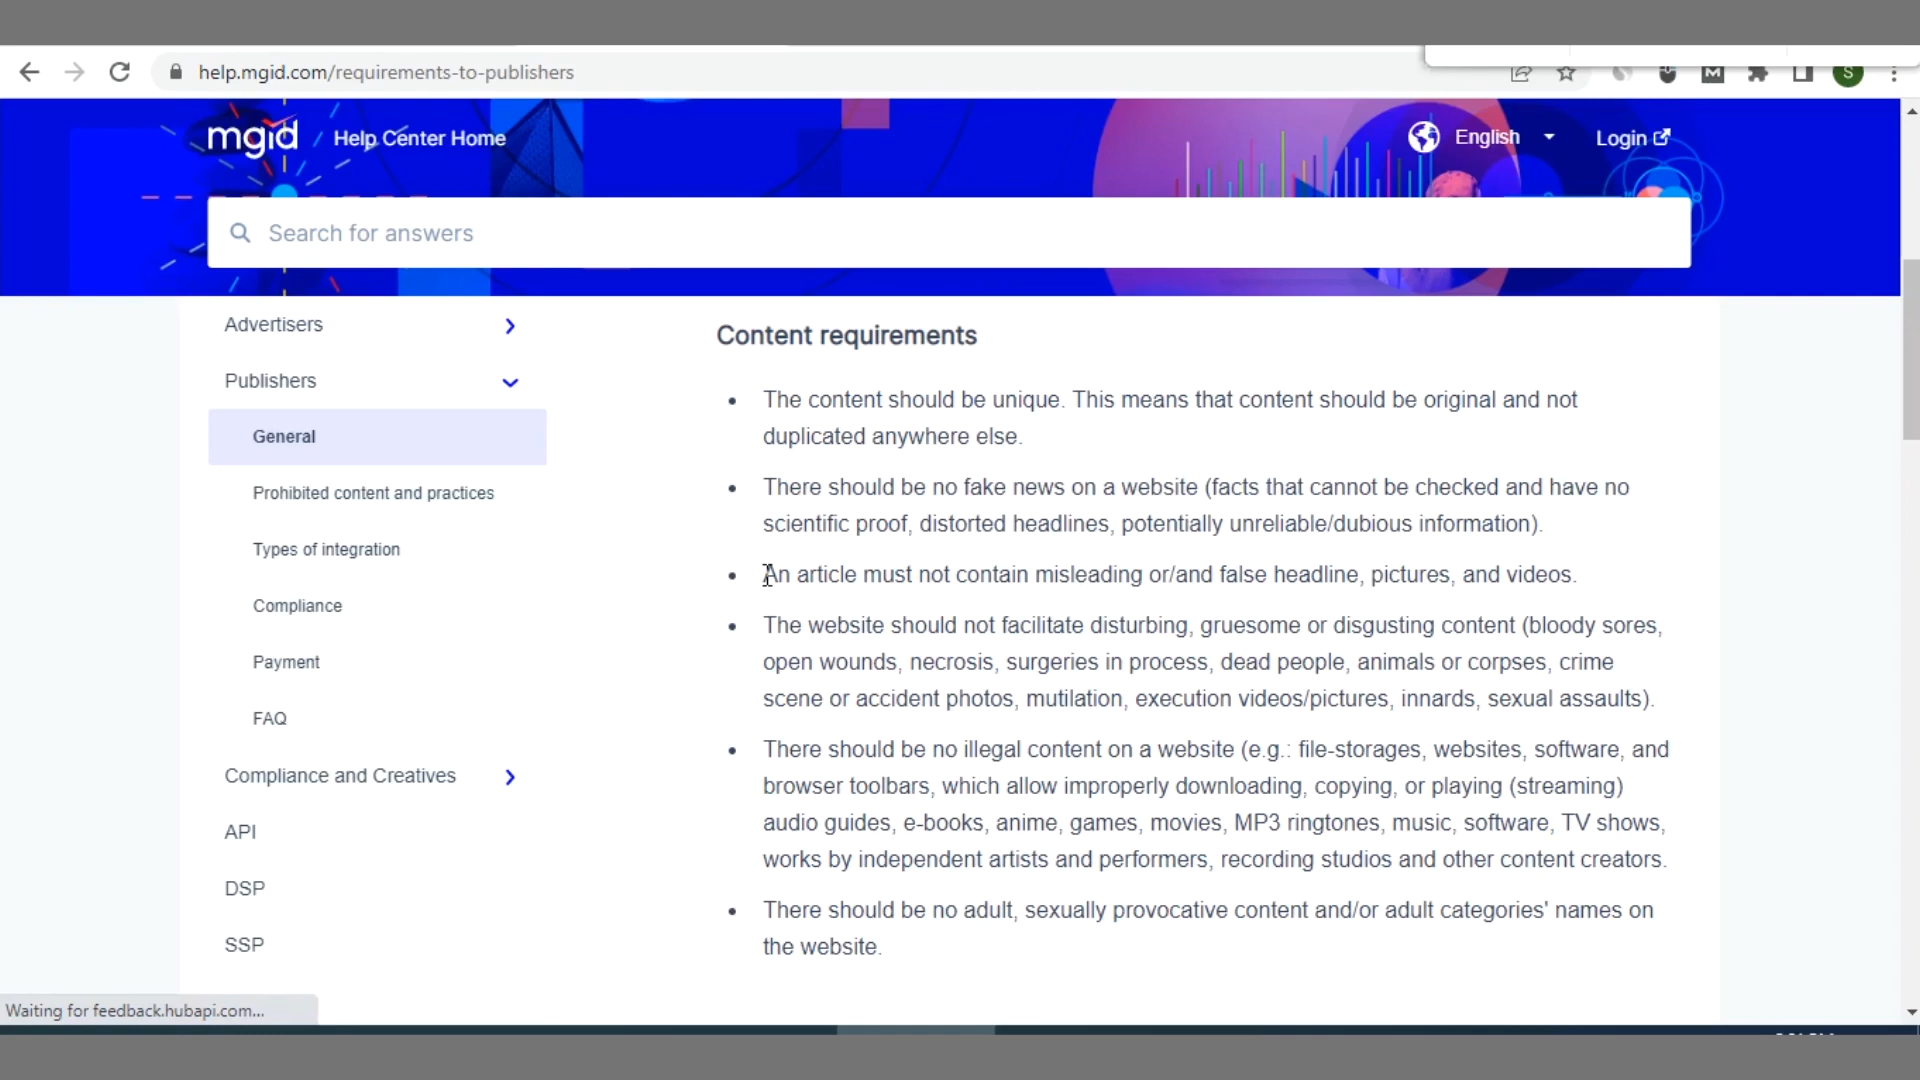 help.mgid.com/requirements-to-publishers
M
S
mgid
Help Center Home
English
Login
Search for answers
Advertisers
Publishers
General
Prohibited content and practices
Types of integration
Compliance
Payment
FAQ
Compliance and Creatives
API
DSP
SSP
Content requirements
The content should be unique. This means that content should be original and not
duplicated anywhere else.
There should be no fake news on a website (facts that cannot be checked and have no
scientific proof, distorted headlines, potentially unreliable/dubious information).
An article must not contain misleading or/and false headline, pictures, and videos.
The website should not facilitate disturbing, gruesome or disgusting content (bloody sores,
open wounds, necrosis, surgeries in process, dead people, animals or corpses, crime
scene or accident photos, mutilation, execution videos/pictures, innards, sexual assaults).
There should be no illegal content on a website (e.g.: file-storages, websites, software, and
browser toolbars, which allow improperly downloading, copying, or playing (streaming)
audio guides, e-books, anime, games, movies, MP3 ringtones, music, software, TV shows,
works by independent artists and performers, recording studios and other content creators.
There should be no adult, sexually provocative content and/or adult categories' names on
the website.
Waiting for feedback.hubapi.com...